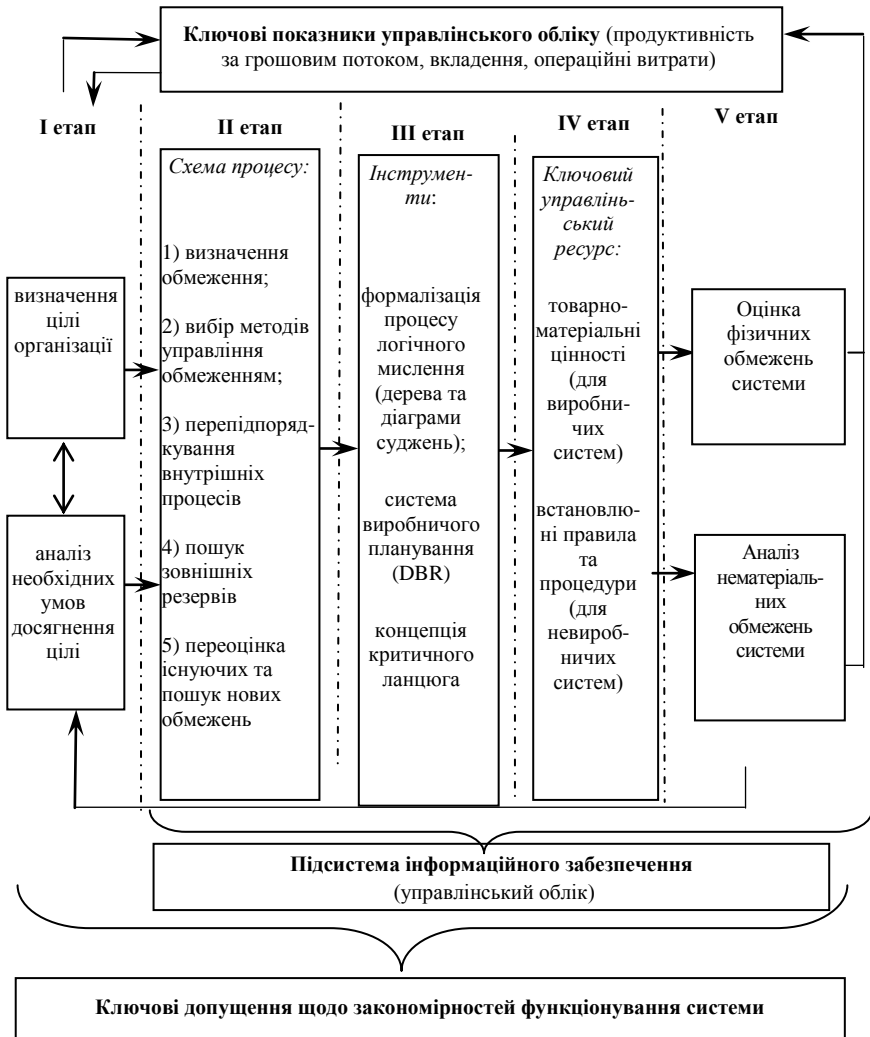 Ключові показники управлінського обліку (продуктивність
за грошовим потоком, вкладення, операційні витрати)
I етап
II етап
III етап
IV етап
V етап
визначення
цілі
організації
аналіз
необхідних
умов
досягнення
цілі
Схема процесу:
1) визначення
обмеження;
2) вибір методів
управління
обмеженням;
3) перепідпоряд-
кування
внутрішніх
процесів
4) пошук
зовнішніх
резервів
5) переоцінка
існуючих та
пошук нових
обмежень
Інструмен-
ти:
формалізація
процесу
логічного
мислення
(дерева та
діаграми
суджень);
система
виробничого
планування
(DBR)
концепція
критичного
ланцюга
Ключовий
управлінь-
ський
ресурс:
товарно-
матеріальні
цінності
(для
виробни-
чих
систем)
встановлю-
ні правила
та
процедури
(для
невироб-
ничих
систем)
Оцінка
фізичних
обмежень
системи
Аналіз
нематеріаль-
них
обмежень
системи
Підсистема інформаційного забезпечення
(управлінський облік)
Ключові допущення щодо закономірностей функціонування системи